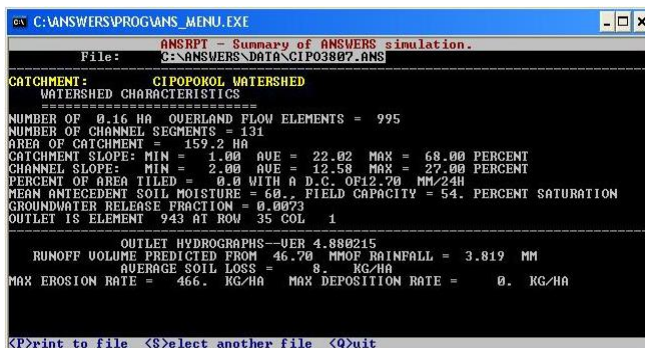 C:\ANSWERS\PROG\ANS_MENU.EXE
ANSRPT - Summary of ANSWERS simulation.
File: C:\ANSWERS\DATA\CIPO3807.ANS
CATCHMENT: CIPOPOKOL WATERSHED
WATERSHED CHARACTERISTICS
===========================
NUMBER OF 0.16 HA OVERLAND FLOW ELEMENTS = 995
NUMBER OF CHANNEL SEGMENTS = 131
AREA OF CATCHMENT = 159.2 HA
CATCHMENT SLOPE: MIN = 1.00 AVE = 22.02 MAX = 68.00 PERCENT
CHANNEL SLOPE: MIN = 2.00 AVE = 12.58 MAX = 27.00 PERCENT
PERCENT OF AREA TILED = 0.0 WITH A D.C. OF12.70 MM/24H
MEAN ANTECEDENT SOIL MOISTURE = 60., FIELD CAPACITY = 54. PERCENT SATURATION
GROUNDWATER RELEASE FRACTION = 0.0073
OUTLET IS ELEMENT 943 AT ROW 35 COL 1
OUTLET HYDROGRAPHS--VER 4.880215
RUNOFF VOLUME PREDICTED FROM 46.70 MMOF RAINFALL = 3.819 MM
AVERAGE SOIL LOSS = 8. KG/HA
MAX EROSION RATE = 466. KG/HA MAX DEPOSITION RATE = 0. KG/HA
<P>rint to file <S>elect another file <Q>uit